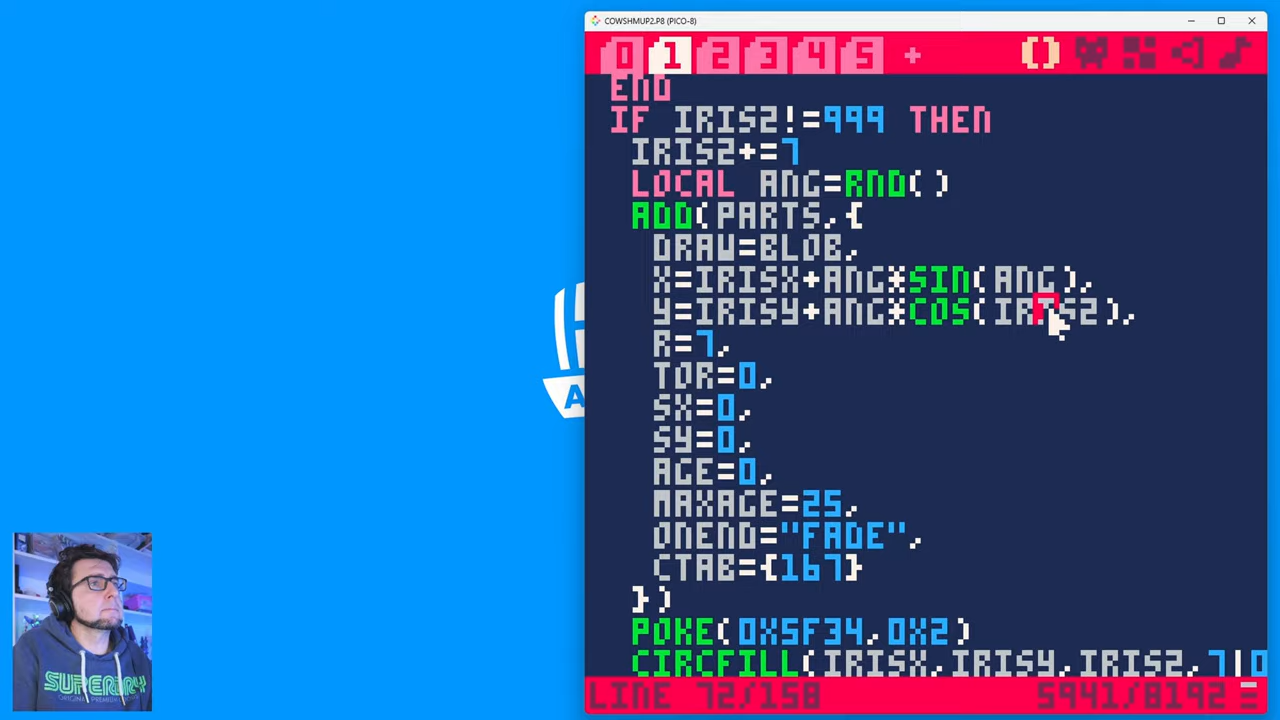 COWSHMUP2.P8 (PICO-8)
0 1 2 3 4 5 +
END
IF IRIS2!=999 THEN
IRIS2+=7
LOCAL ANG=RND()
ADD(PARTS,{
DRAW=BLOB,
X=IRISX+ANG*SIN(ANG),
Y=IRISY+ANG*COS(IRIS2),
R=7,
TOR=0,
SX=0,
SY=0,
AGE=0,
MAXAGE=25,
ONEND="FADE",
CTAB={167}
})
POKE(0X5F34,0X2)
CIRCFILL(IRISX,IRISY,IRIS2,7|0
LINE 72/158 5941/8192
SUPERDRY